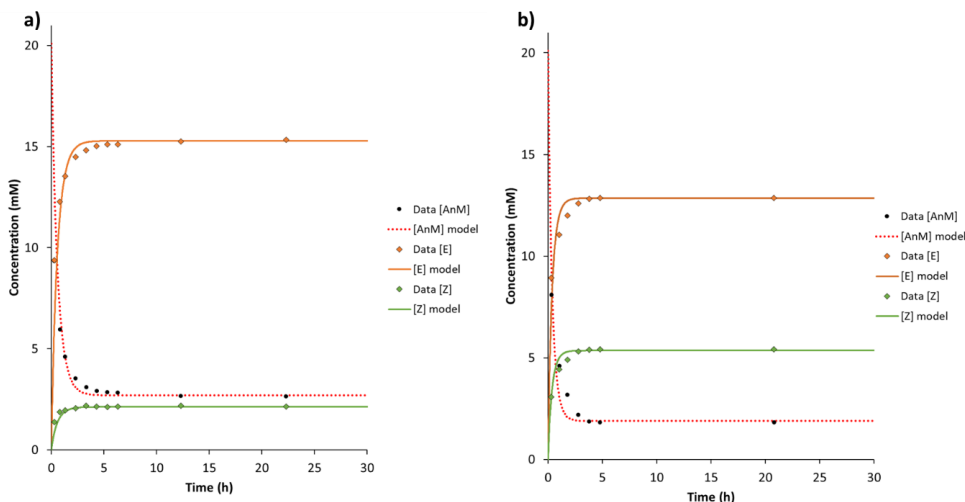 a)
Concentration (mM)
20
15
10
5
0
0 5 10 15 20 25 30
Time (h)
Data [AnM]
[AnM] model
Data [E]
[E] model
Data [Z]
[Z] model
b)
Concentration (mM)
20
15
10
5
0
0 5 10 15 20 25 30
Time (h)
Data [AnM]
[AnM] model
Data [E]
[E] model
Data [Z]
[Z] model